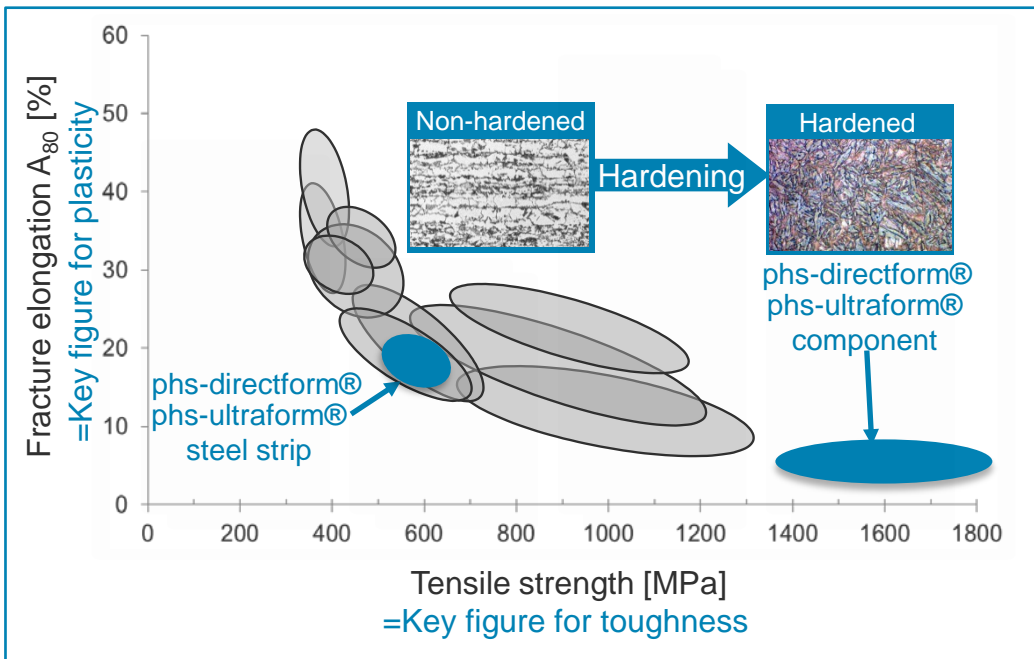 Fracture elongation A80 [%]
=Key figure for plasticity
60
50
40
30
20
10
0
Non-hardened
Hardening
Hardened
phs-directform®
phs-ultraform®
component
phs-directform®
phs-ultraform®
steel strip
0
200
400
600
800
1000
1200
1400
1600
1800
Tensile strength [MPa]
=Key figure for toughness